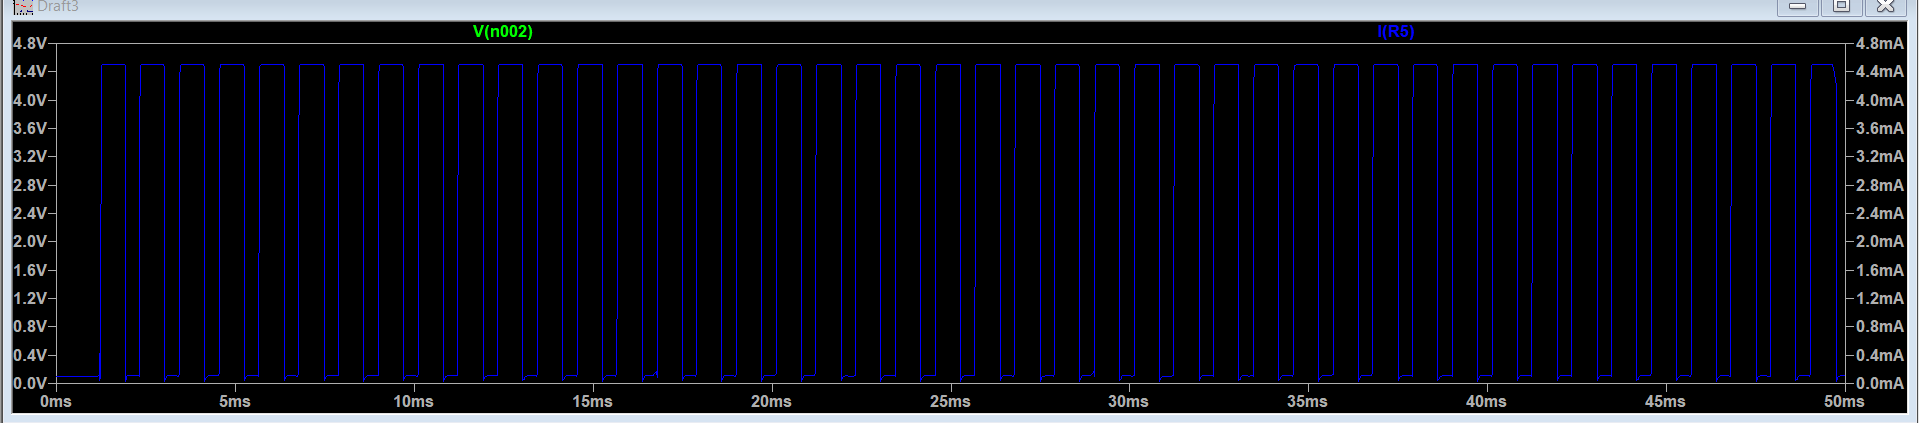 Draft3
V(n002) I(R5)
4.8V 4.8mA
4.4V 4.4mA
4.0V 4.0mA
3.6V 3.6mA
3.2V 3.2mA
2.8V 2.8mA
2.4V 2.4mA
2.0V 2.0mA
1.6V 1.6mA
1.2V 1.2mA
0.8V 0.8mA
0.4V 0.4mA
0.0V 0.0mA
0ms 5ms 10ms 15ms 20ms 25ms 30ms 35ms 40ms 45ms 50ms